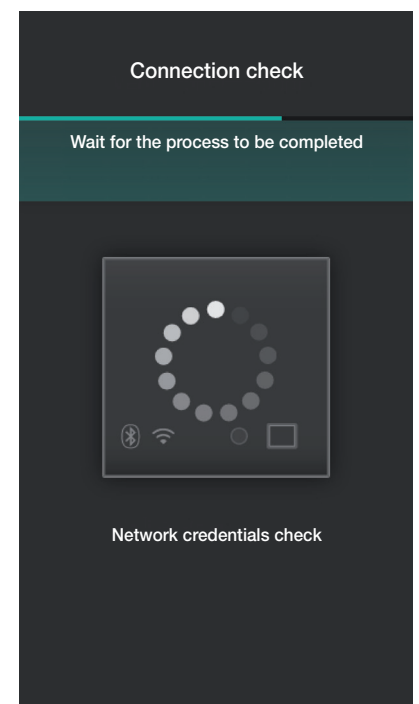 Connection check
Wait for the process to be completed
Network credentials check